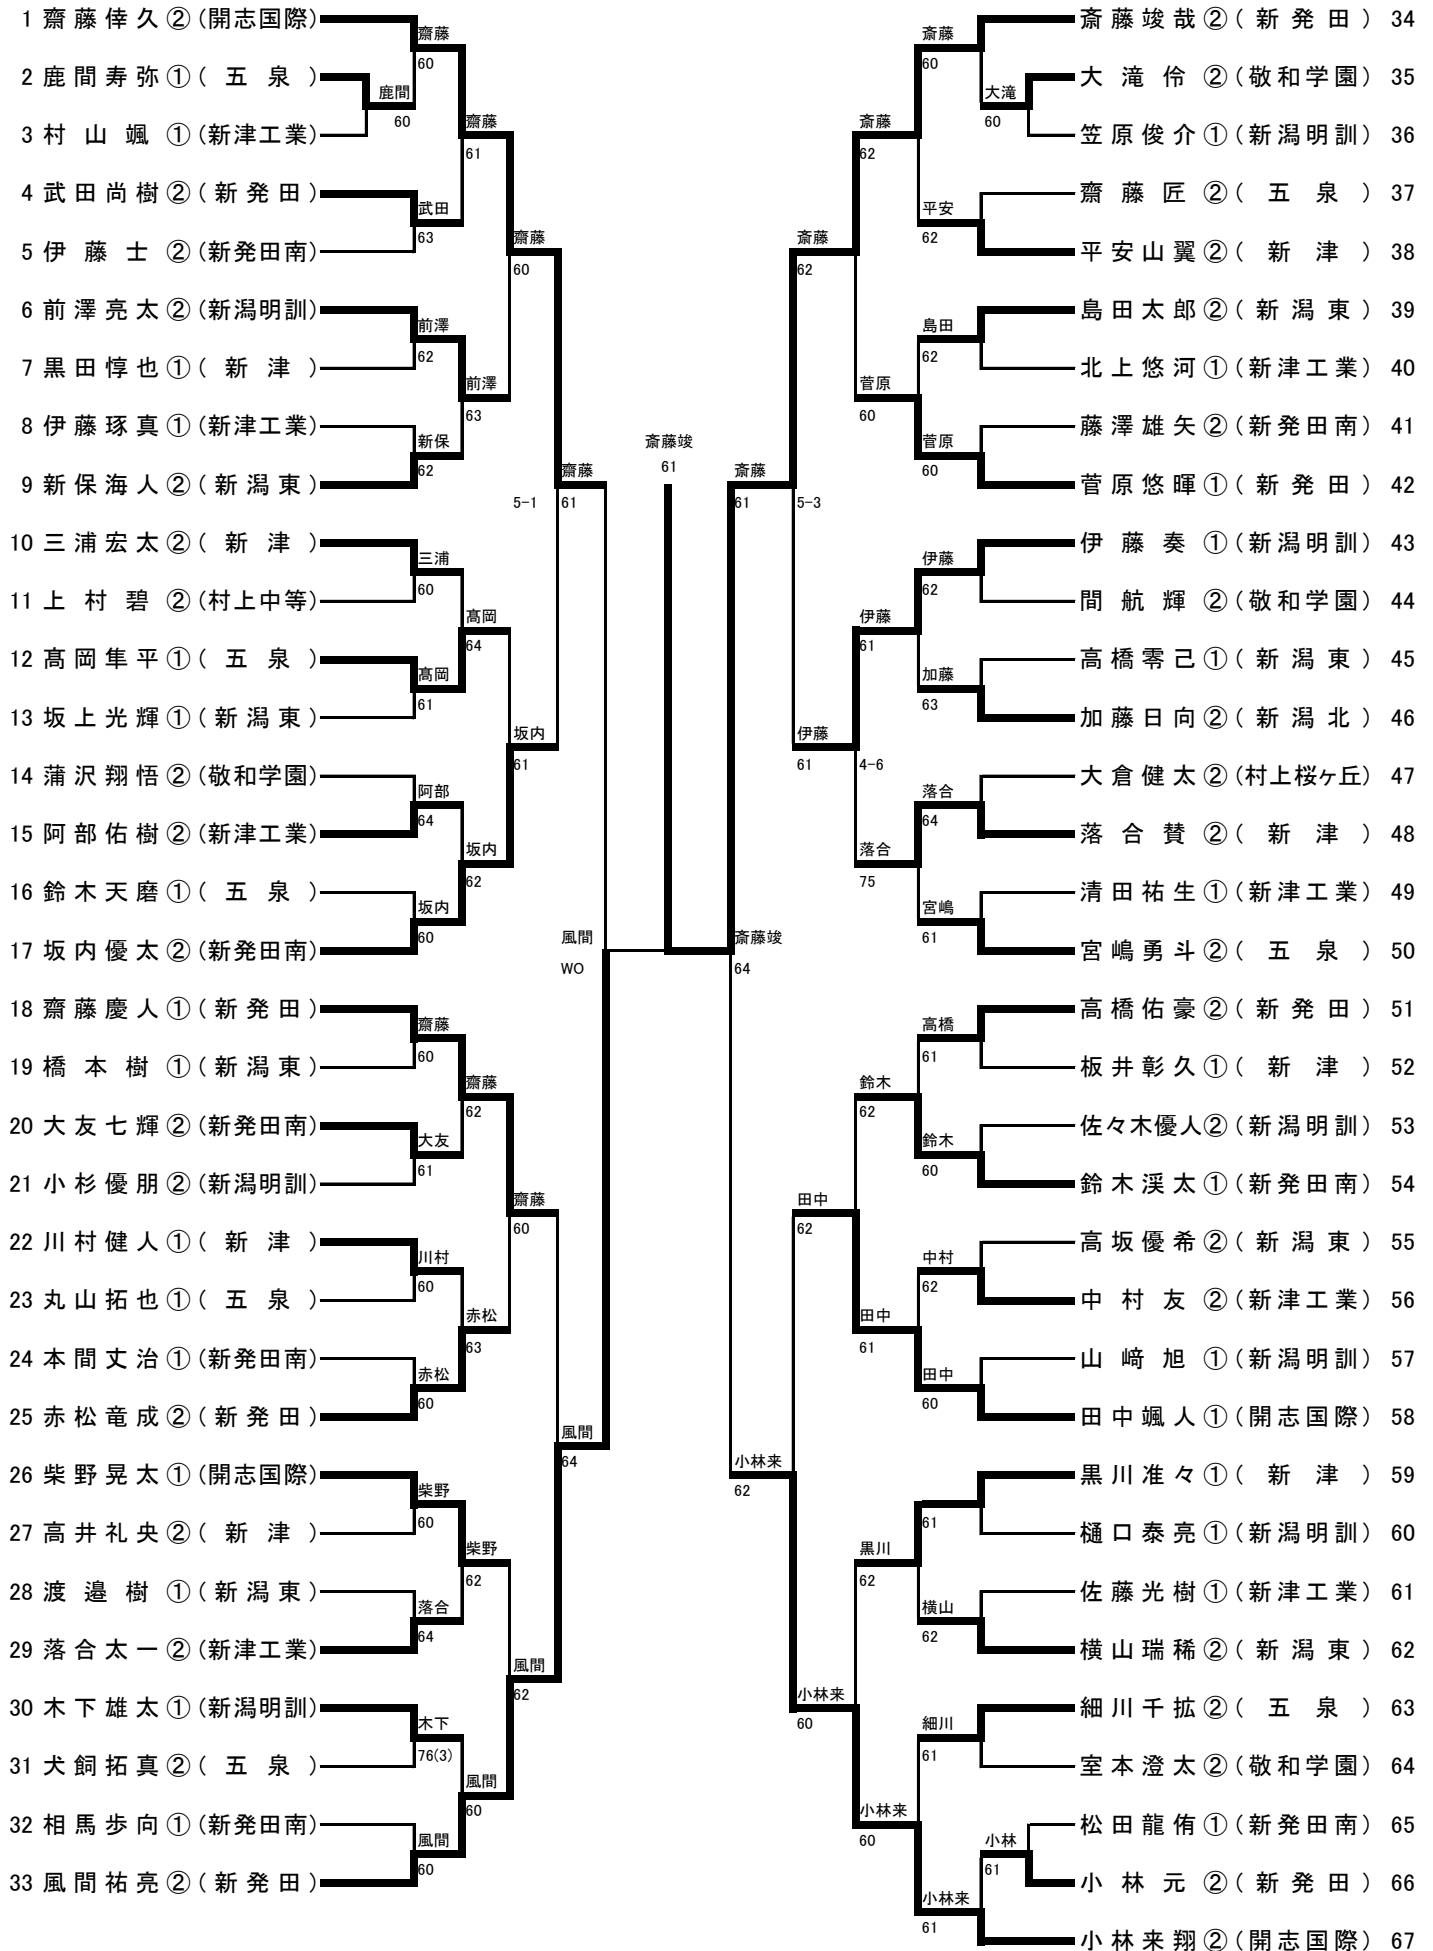 1 齋藤倖久②(開志国際)
2 鹿間寿弥①(五泉)
3 村山颯①(新津工業)
4 武田尚樹②(新発田)
5 伊藤士②(新発田南)
6 前澤亮太②(新潟明訓)
7 黒田惇也①(新津)
8 伊藤琢真①(新津工業)
9 新保海人②(新潟東)
10 三浦宏太②(新津)
11 上村碧②(村上中等)
12 髙岡隼平①(五泉)
13 坂上光輝①(新潟東)
14 蒲沢翔悟②(敬和学園)
15 阿部佑樹②(新津工業)
16 鈴木天磨①(五泉)
17 坂内優太②(新発田南)
18 齋藤慶人①(新発田)
19 橋本樹①(新潟東)
20 大友七輝②(新発田南)
21 小杉優朋②(新潟明訓)
22 川村健人①(新津)
23 丸山拓也①(五泉)
24 本間丈治①(新発田南)
25 赤松竜成②(新発田)
26 柴野晃太①(開志国際)
27 高井礼央②(新津)
28 渡邉樹①(新潟東)
29 落合太一②(新津工業)
30 木下雄太①(新潟明訓)
31 犬飼拓真②(五泉)
32 相馬歩向①(新発田南)
33 風間祐亮②(新発田)
鹿間
60
齋藤
60
武田
63
前澤
62
新保
62
三浦
60
髙岡
61
阿部
64
坂内
60
齋藤
60
大友
61
川村
60
赤松
60
柴野
60
落合
64
木下
76(3)
風間
60
齋藤
61
前澤
63
髙岡
64
坂内
62
齋藤
62
赤松
63
柴野
62
風間
60
齋藤
60
坂内
61
齋藤
60
風間
62
齋藤
5-1 61
風間
64
風間
WO
斎藤竣
61
斎藤竣
64
斎藤
61 5-3
小林来
62
斎藤
62
伊藤
61 4-6
田中
62
小林来
60
斎藤
62
菅原
60
伊藤
61
落合
75
鈴木
62
田中
61
黒川
62
小林来
60
斎藤
60
平安
62
島田
62
菅原
60
伊藤
62
加藤
63
落合
64
宮嶋
61
高橋
61
鈴木
60
中村
62
田中
60
61
横山
62
細川
61
小林来
61
大滝
60
小林
61
斎藤竣哉②(新発田) 34
大滝伶②(敬和学園) 35
笠原俊介①(新潟明訓) 36
齋藤匠②(五泉) 37
平安山翼②(新津) 38
島田太郎②(新潟東) 39
北上悠河①(新津工業) 40
藤澤雄矢②(新発田南) 41
菅原悠暉①(新発田) 42
伊藤奏①(新潟明訓) 43
間航輝②(敬和学園) 44
高橋零己①(新潟東) 45
加藤日向②(新潟北) 46
大倉健太②(村上桜ヶ丘) 47
落合賛②(新津) 48
清田祐生①(新津工業) 49
宮嶋勇斗②(五泉) 50
高橋佑豪②(新発田) 51
板井彰久①(新津) 52
佐々木優人②(新潟明訓) 53
鈴木渓太①(新発田南) 54
高坂優希②(新潟東) 55
中村友②(新津工業) 56
山﨑旭①(新潟明訓) 57
田中颯人①(開志国際) 58
黒川准々①(新津) 59
樋口泰亮①(新潟明訓) 60
佐藤光樹①(新津工業) 61
横山瑞稀②(新潟東) 62
細川千拡②(五泉) 63
室本澄太②(敬和学園) 64
松田龍侑①(新発田南) 65
小林元②(新発田) 66
小林来翔②(開志国際) 67